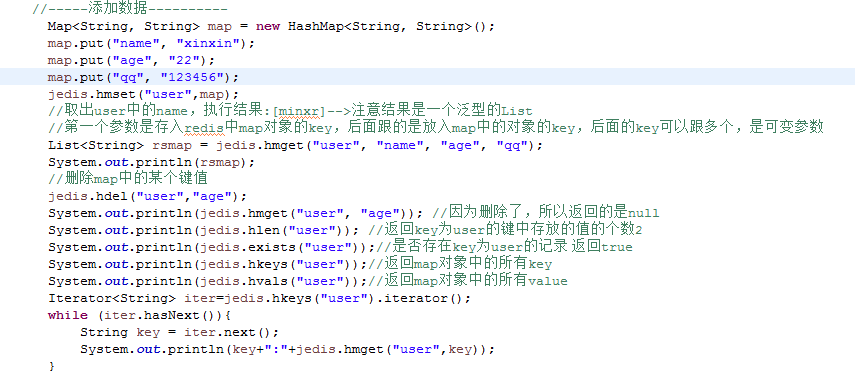 //-----添加数据----------
Map<String, String> map = new HashMap<String, String>();
map.put("name", "xinxin");
map.put("age", "22");
map.put("qq", "123456");
jedis.hmset("user",map);
//取出user中的name，执行结果:[minxr]-->注意结果是一个泛型的List
//第一个参数是存入redis中map对象的key，后面跟的是放入map中的对象的key，后面的key可以跟多个，是可变参数
List<String> rsmap = jedis.hmget("user", "name", "age", "qq");
System.out.println(rsmap);
//删除map中的某个键值
jedis.hdel("user","age");
System.out.println(jedis.hmget("user", "age")); //因为删除了，所以返回的是null
System.out.println(jedis.hlen("user")); //返回key为user的键中存放的值的个数2
System.out.println(jedis.exists("user"));//是否存在key为user的记录 返回true
System.out.println(jedis.hkeys("user"));//返回map对象中的所有key
System.out.println(jedis.hvals("user"));//返回map对象中的所有value
Iterator<String> iter=jedis.hkeys("user").iterator();
while (iter.hasNext()){
String key = iter.next();
System.out.println(key+":"+jedis.hmget("user",key));
}